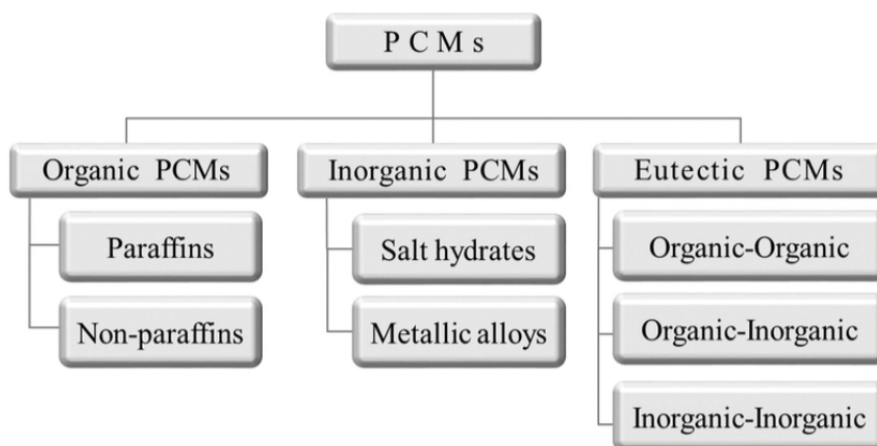 PCMs
Organic PCMs
Inorganic PCMs
Eutectic PCMs
Paraffins
Non-paraffins
Salt hydrates
Metallic alloys
Organic-Organic
Organic-Inorganic
Inorganic-Inorganic